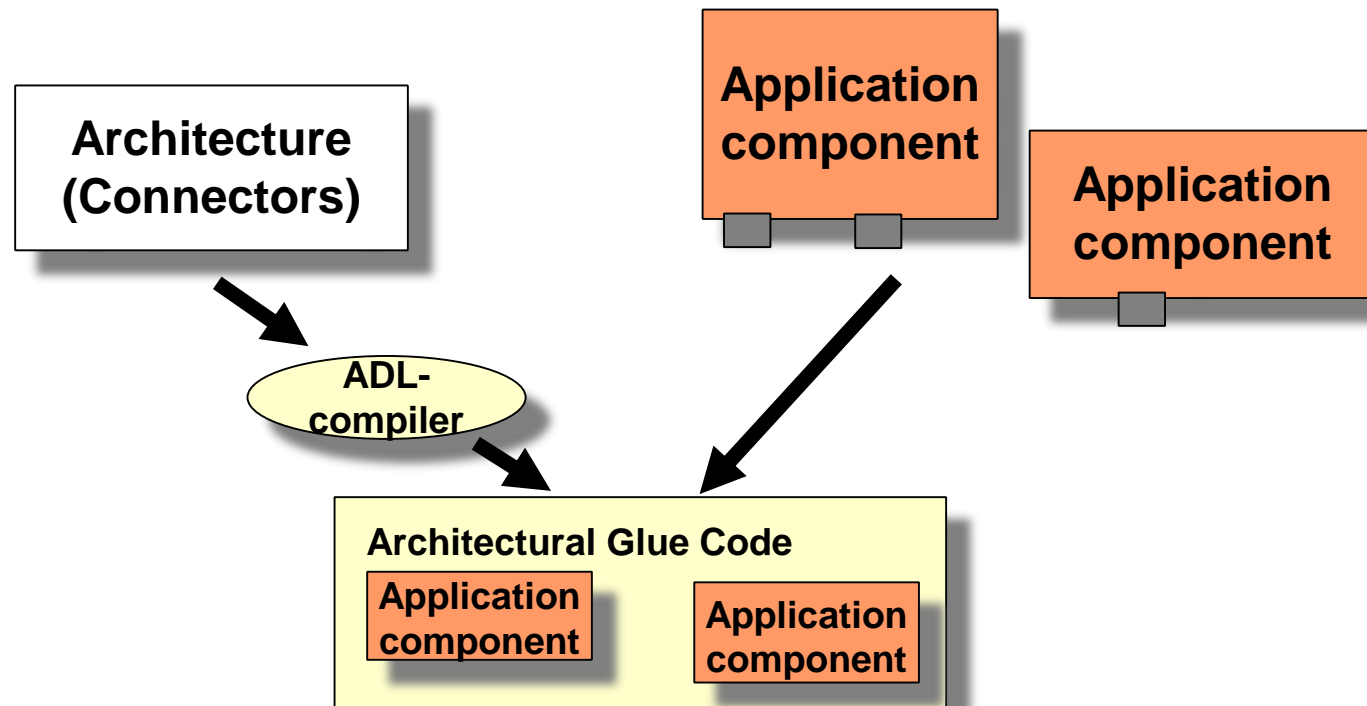 Architecture
(Connectors)
Application
component
Application
component
ADL-
compiler
Architectural Glue Code
Application
component
Application
component